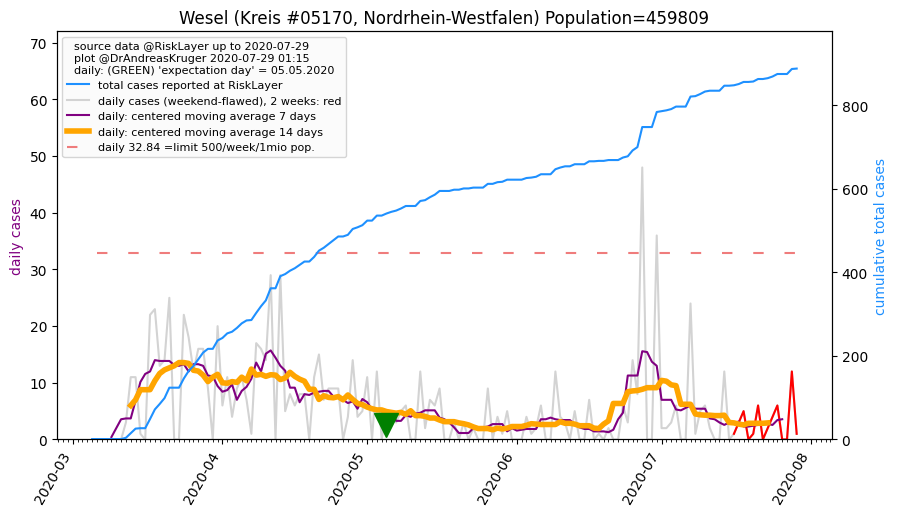 Wesel (Kreis #05170, Nordrhein-Westfalen) Population=459809
source data @RiskLayer up to 2020-07-29
plot @DrAndreasKruger 2020-07-29 01:15
daily: (GREEN) 'expectation day' = 05.05.2020
total cases reported at RiskLayer
daily cases (weekend-flawed), 2 weeks: red
daily: centered moving average 7 days
daily: centered moving average 14 days
daily 32.84 =limit 500/week/1mio pop.
daily cases
70
60
50
40
30
20
10
0
cumulative total cases
800
600
400
200
0
2020-03
2020-04
2020-05
2020-06
2020-07
2020-08